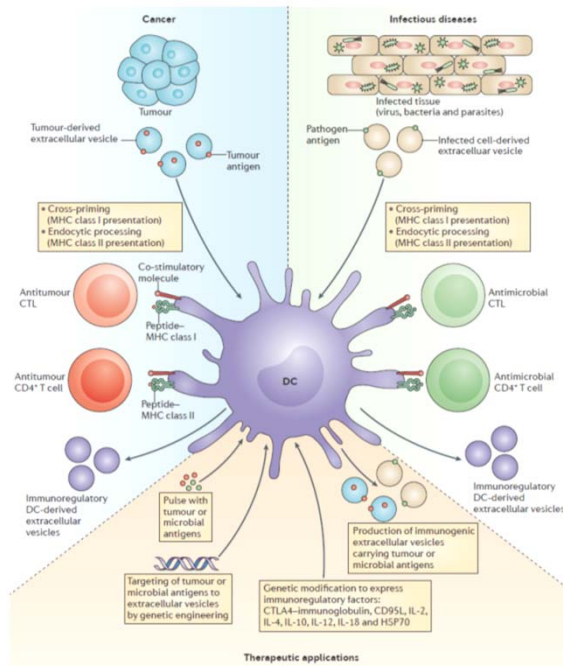 Cancer
Infectious diseases
Tumour
Infected tissue
(virus, bacteria and parasites)
Tumour-derived
extracellular vesicle
Tumour
antigen
Pathogen
antigen
Infected cell-derived
extracelluar vesicle
• Cross-priming
(MHC class I presentation)
• Endocytic processing
(MHC class II presentation)
• Cross-priming
(MHC class I presentation)
• Endocytic processing
(MHC class II presentation)
Co-stimulatory
molecule
Antitumour
CTL
Peptide–
MHC class I
Antimicrobial
CTL
DC
Antitumour
CD4⁺ T cell
Peptide–
MHC class II
Antimicrobial
CD4⁺ T cell
Immunoregulatory
DC-derived
extracellular
vesicles
Immunoregulatory
DC-derived
extracellular vesicles
Pulse with
tumour or
microbial
antigens
Production of immunogenic
extracellular vesicles
carrying tumour or
microbial antigens
Targeting of tumour or
microbial antigens to
extracellular vesicles
by genetic engineering
Genetic modification to express
immunoregulatory factors:
CTLA4–immunoglobulin, CD95L, IL-2,
IL-4, IL-10, IL-12, IL-18 and HSP70
Therapeutic applications